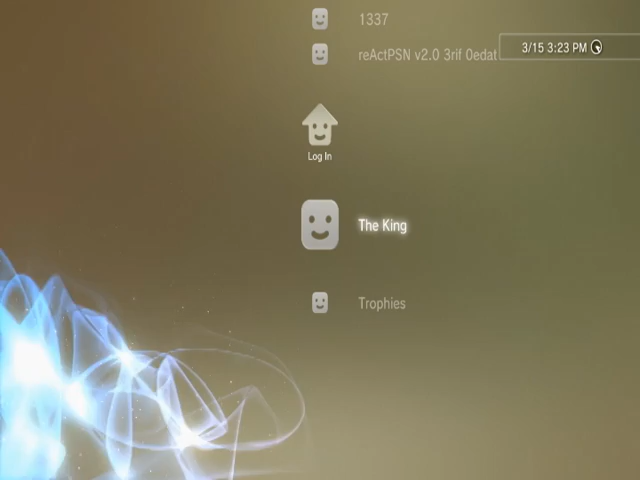 1337
reActPSN v2.0 3rif 0edat
3/15 3:23 PM
Log In
The King
Trophies